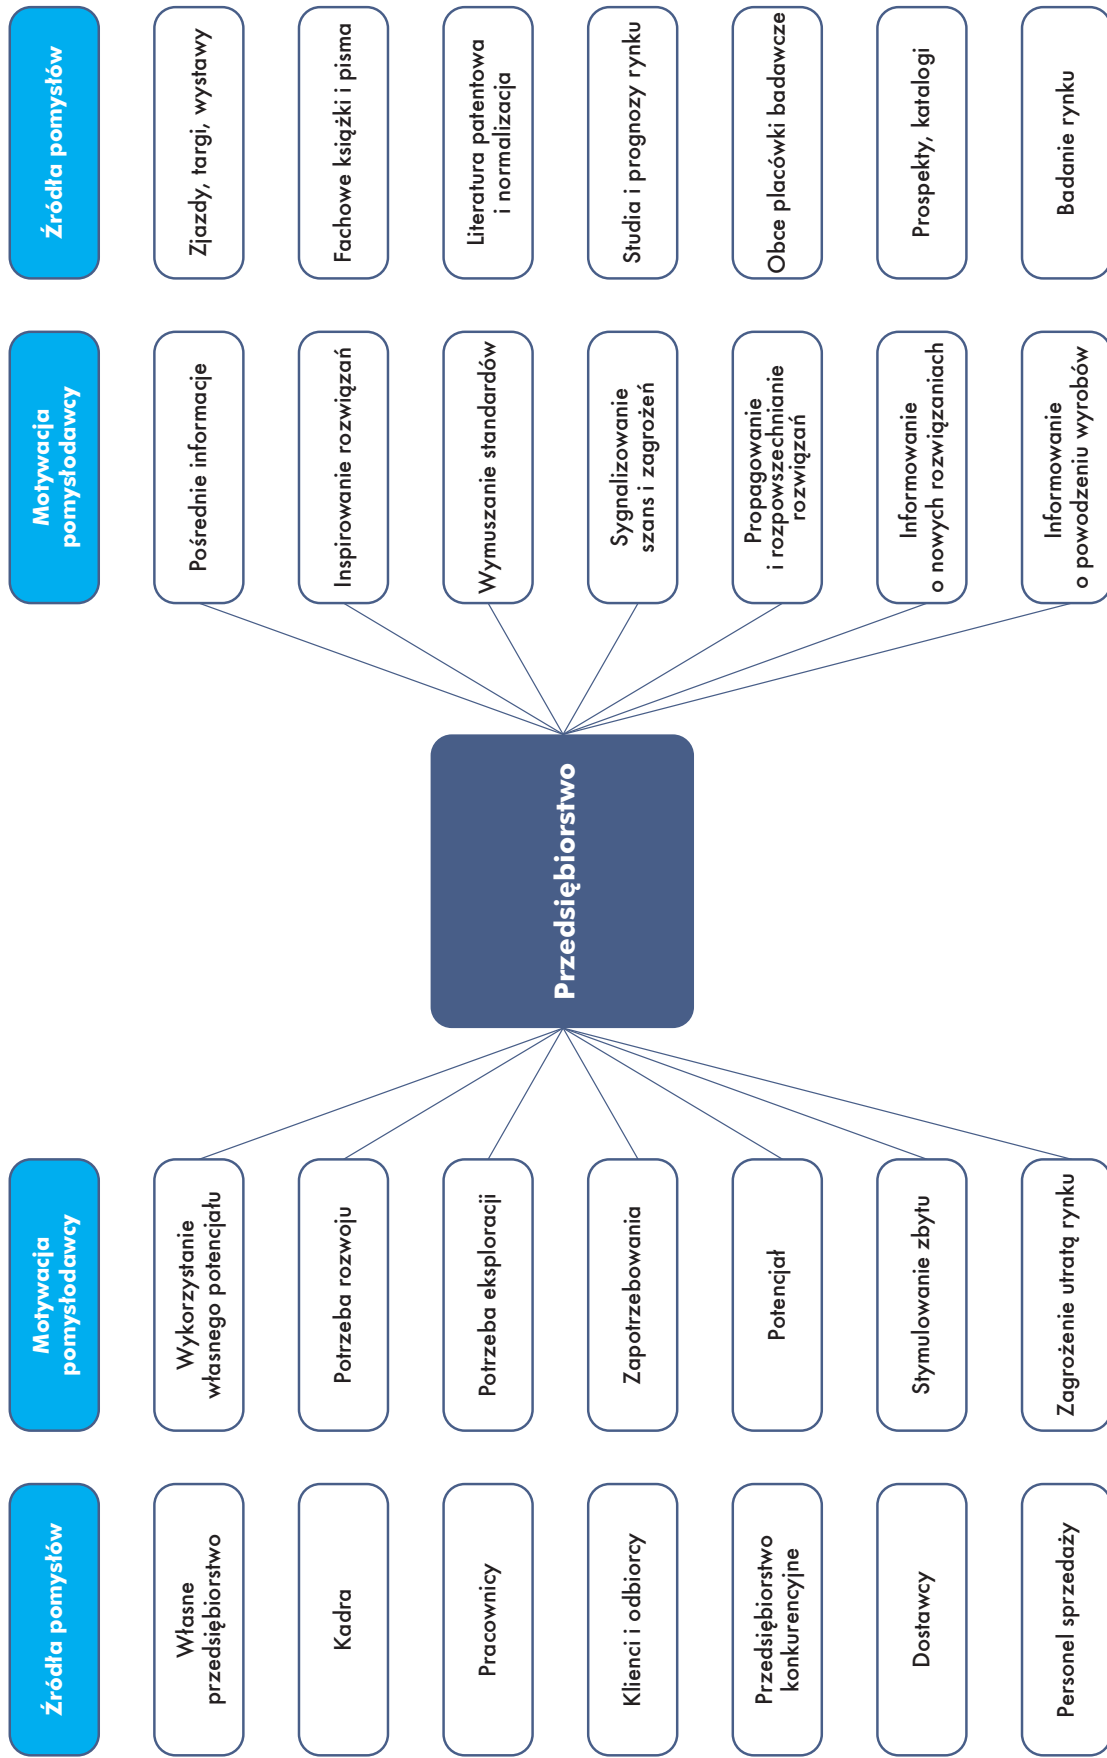 Źródła pomysłów
Motywacja
pomysłodawcy
Motywacja
pomysłodawcy
Źródła pomysłów
Własne
przedsiębiorstwo
Wykorzystanie
własnego potencjału
Pośrednie informacje
Zjazdy, targi, wystawy
Kadra
Potrzeba rozwoju
Inspirowanie rozwiązań
Fachowe książki i pisma
Pracownicy
Potrzeba eksploracji
Wymuszanie standardów
Literatura patentowa
i normalizacja
Przedsiębiorstwo
Klienci i odbiorcy
Zapotrzebowania
Sygnalizowanie
szans i zagrożeń
Studia i prognozy rynku
Przedsiębiorstwo
konkurencyjne
Potencjał
Propagowanie
i rozpowszechnianie
rozwiązań
Obce placówki badawcze
Dostawcy
Stymulowanie zbytu
Informowanie
o nowych rozwiązaniach
Prospekty, katalogi
Personel sprzedaży
Zagrożenie utratą rynku
Informowanie
o powodzeniu wyrobów
Badanie rynku